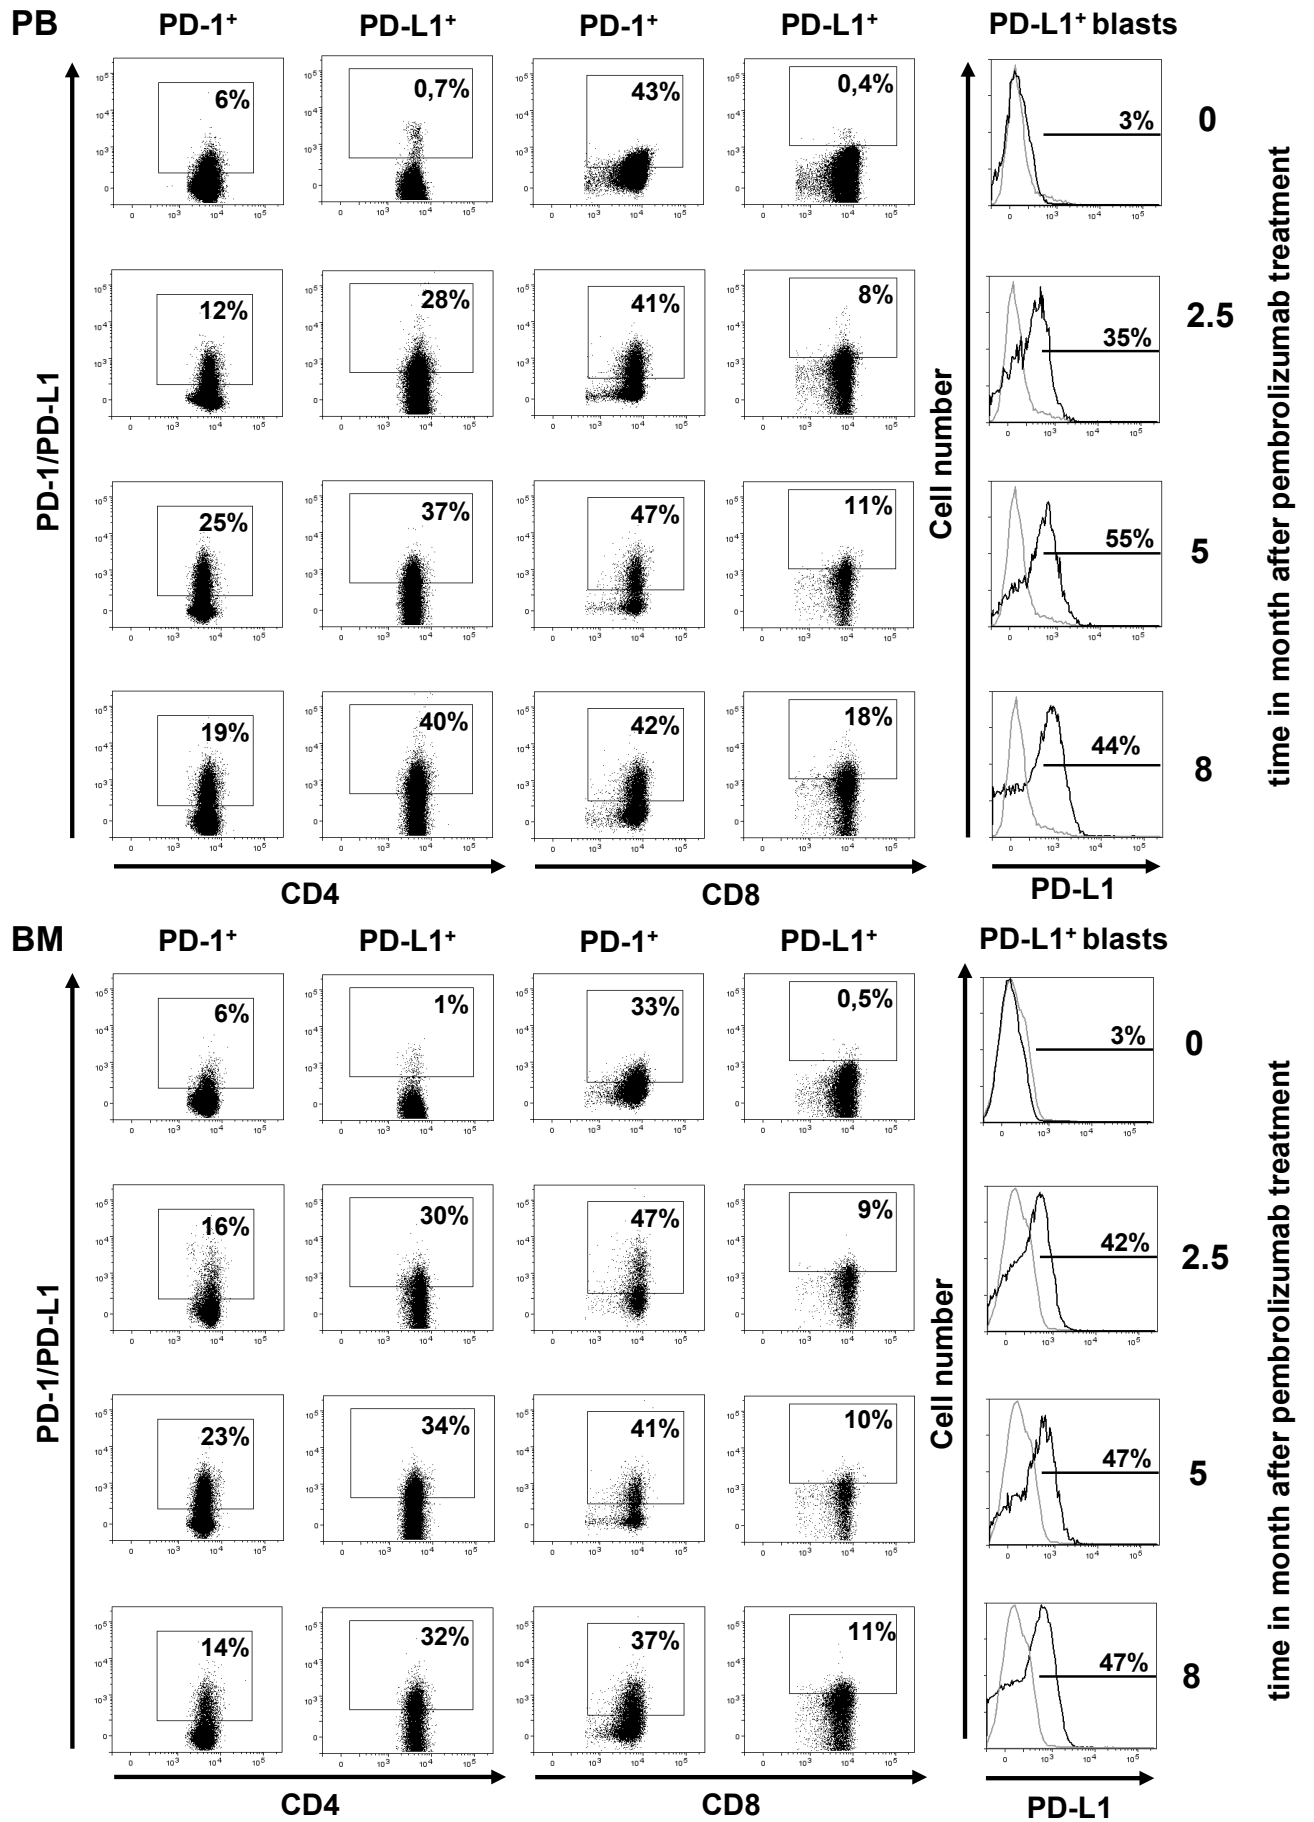 PB PD-1+ PD-L1+ PD-1+ PD-L1+ PD-L1+ blasts
6% 0,7% 43% 0,4% 3% 0
12% 28% 41% 8% 35% 2.5
25% 37% 47% 11% 55% 5
19% 40% 42% 18% 44% 8
PD-1/PD-L1
Cell number
time in month after pembrolizumab treatment
CD4 CD8 PD-L1
BM PD-1+ PD-L1+ PD-1+ PD-L1+ PD-L1+ blasts
6% 1% 33% 0,5% 3% 0
16% 30% 47% 9% 42% 2.5
23% 34% 41% 10% 47% 5
14% 32% 37% 11% 47% 8
PD-1/PD-L1
Cell number
time in month after pembrolizumab treatment
CD4 CD8 PD-L1